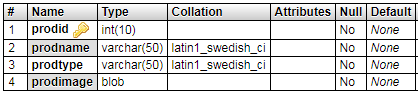 # Name Type Collation Attributes Null Default
1 prodid int(10) No None
2 prodname varchar(50) latin1_swedish_ci No None
3 prodtype varchar(50) latin1_swedish_ci No None
4 prodimage blob No None